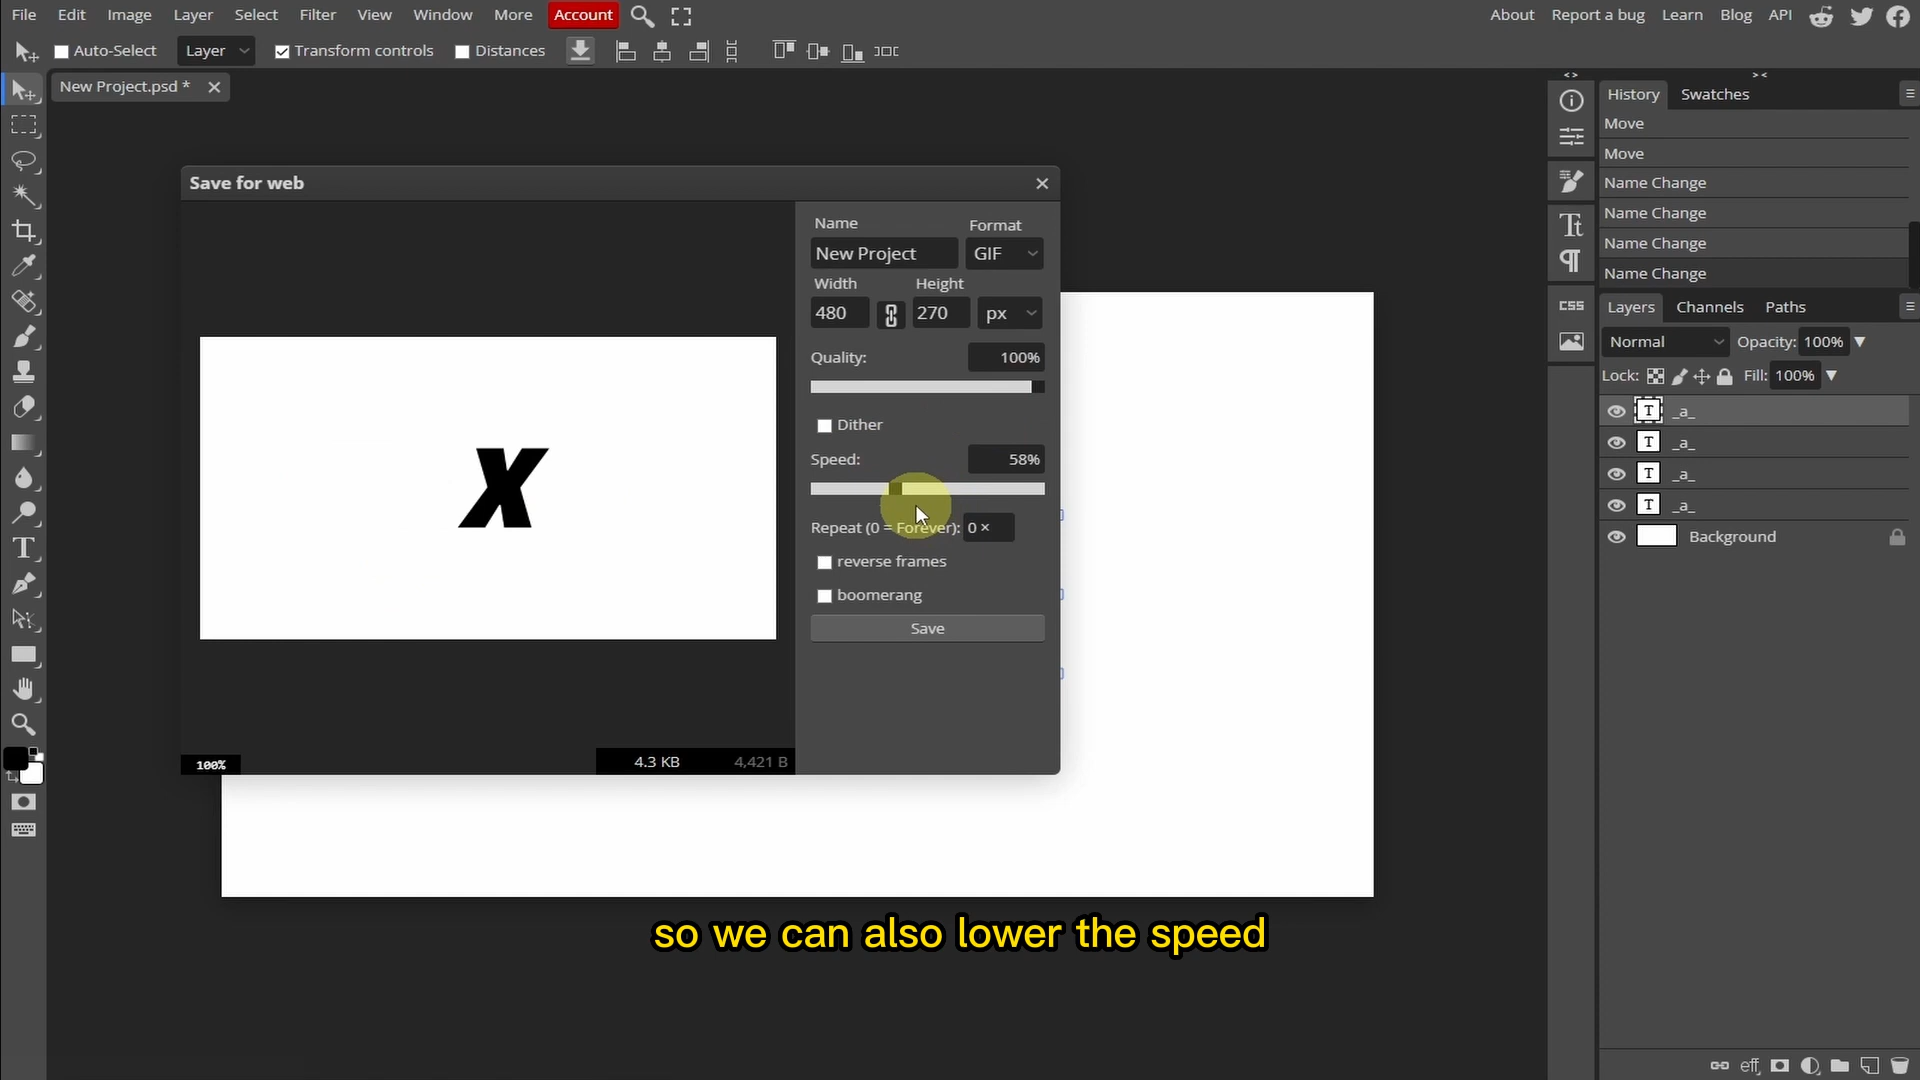 File Edit Image Layer Select Filter View Window More Account About Report a bug Learn Blog API
Auto-Select Layer Transform controls Distances
New Project.psd *
History Swatches
Move
Move
Name Change
Name Change
Name Change
Name Change
Save for web
Name Format
New Project GIF
Width Height
480 270 px
Quality: 100%
Dither
Speed: 58%
Repeat (0 = Forever): 0 ×
reverse frames
boomerang
Save
X
100% 4.3 KB 4,421 B
CSS
Layers Channels Paths
Normal Opacity: 100%
Lock: Fill: 100%
T _a_
T _a_
T _a_
T _a_
Background
so we can also lower the speed
eff